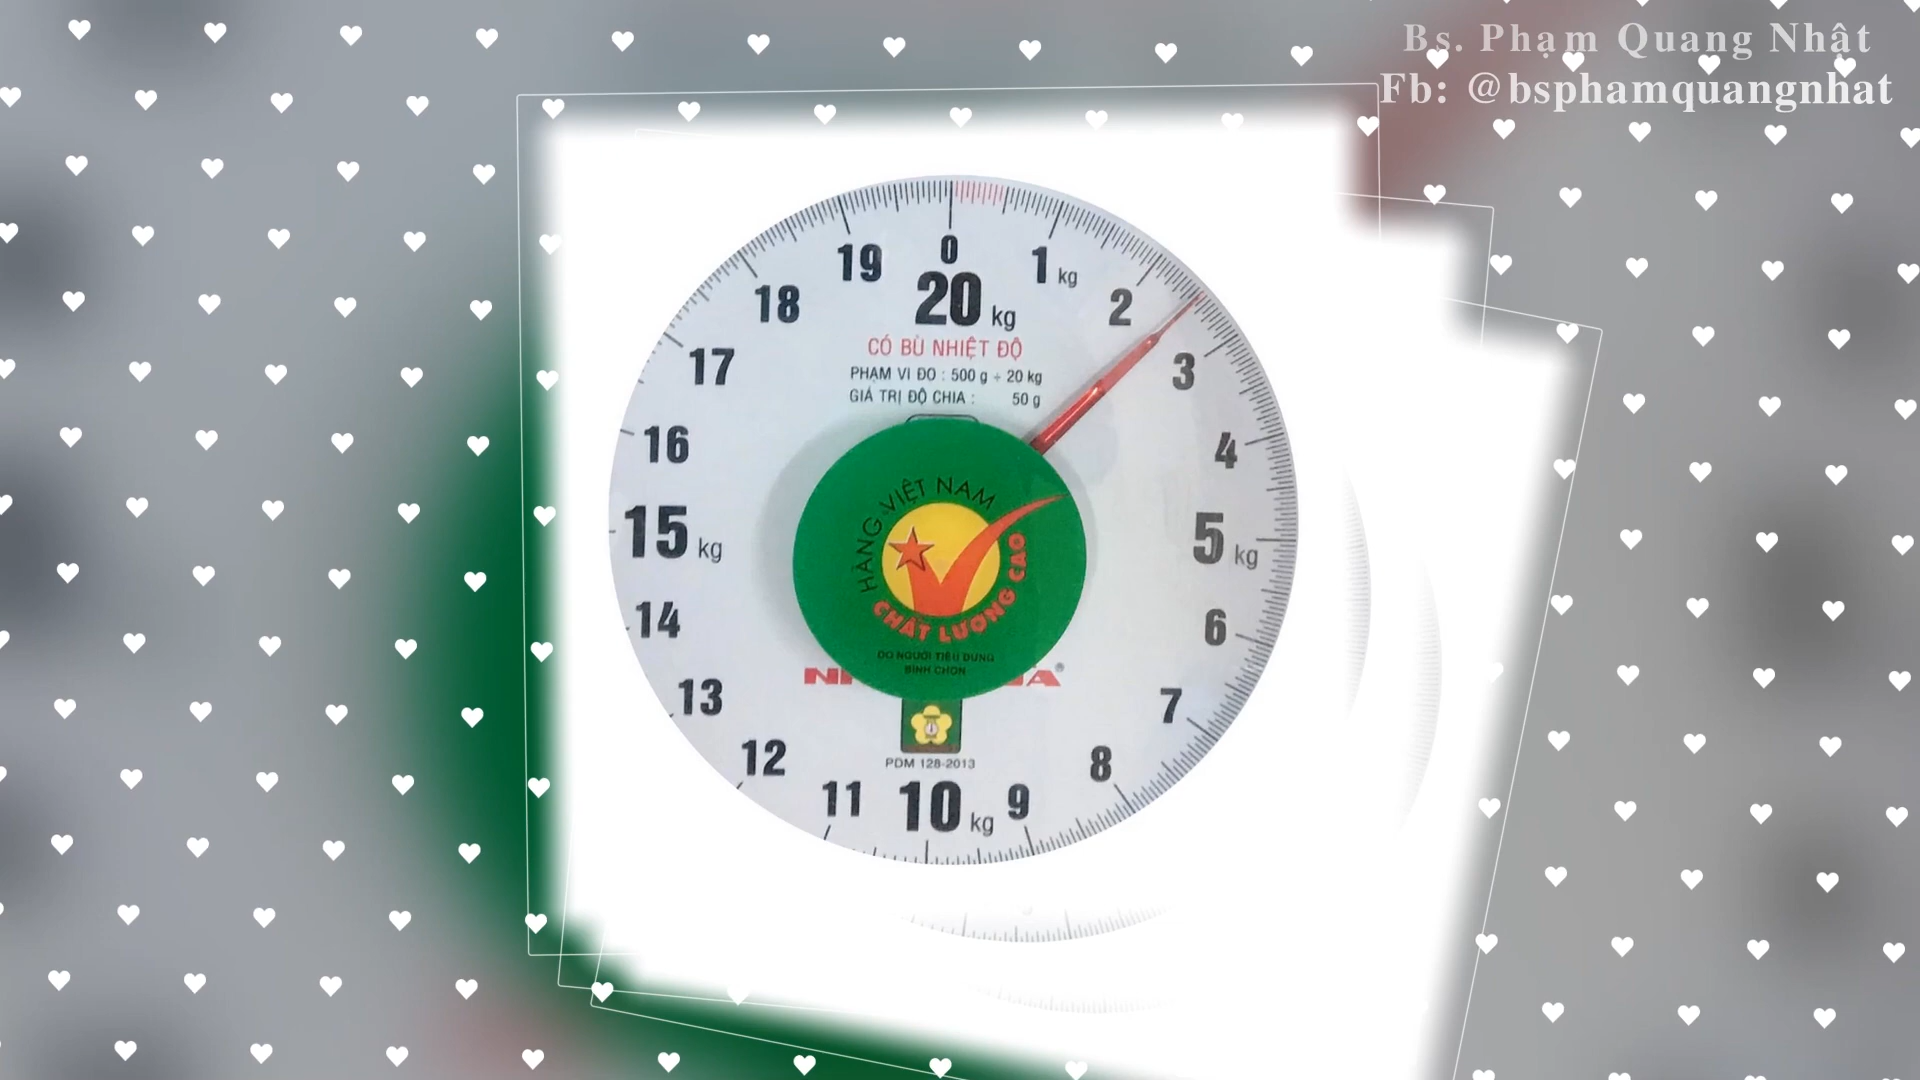 Bs. Phạm Quang Nhật
Fb: @bsphamquangnhat
0
20 kg
1 kg
2
3
4
5 kg
6
7
8
9
10 kg
11
12
13
14
15 kg
16
17
18
19
CÓ BÙ NHIỆT ĐỘ
PHẠM VI ĐO : 500 g ÷ 20 kg
GIÁ TRỊ ĐỘ CHIA : 50 g
HÀNG VIỆT NAM
CHẤT LƯỢNG CAO
DO NGƯỜI TIÊU DÙNG
BÌNH CHỌN
PDM 128-2013